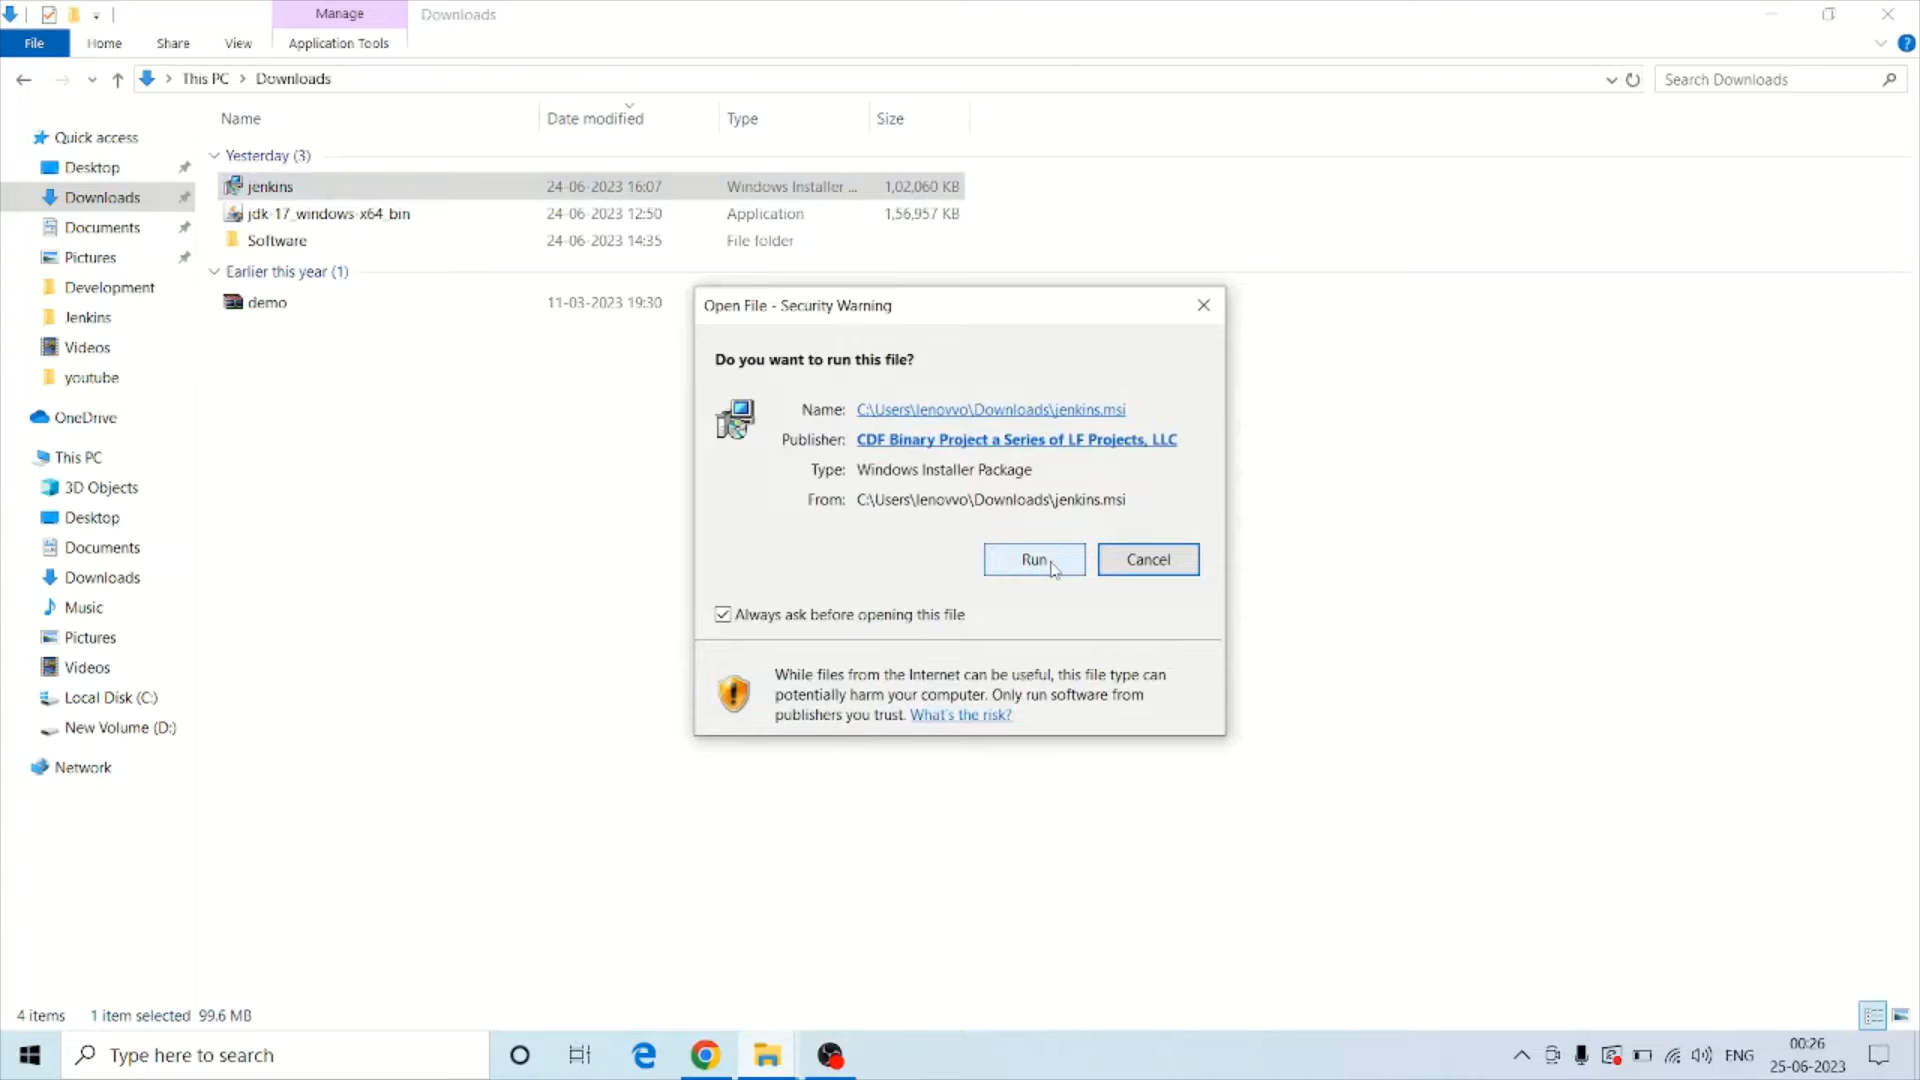 Manage
Downloads
File
Home
Share
View
Application Tools
This PC > Downloads
Search Downloads
Name
Date modified
Type
Size
Quick access
Desktop
Downloads
Documents
Pictures
Development
Jenkins
Videos
youtube
OneDrive
This PC
3D Objects
Desktop
Documents
Downloads
Music
Pictures
Videos
Local Disk (C:)
New Volume (D:)
Network
Yesterday (3)
jenkins 24-06-2023 16:07 Windows Installer ... 1,02,060 KB
jdk-17_windows-x64_bin 24-06-2023 12:50 Application 1,56,957 KB
Software 24-06-2023 14:35 File folder
Earlier this year (1)
demo 11-03-2023 19:30
Open File - Security Warning
Do you want to run this file?
Name: C:\Users\lenovvo\Downloads\jenkins.msi
Publisher: CDF Binary Project a Series of LF Projects, LLC
Type: Windows Installer Package
From: C:\Users\lenovvo\Downloads\jenkins.msi
Run
Cancel
Always ask before opening this file
While files from the Internet can be useful, this file type can
potentially harm your computer. Only run software from
publishers you trust. What's the risk?
4 items 1 item selected 99.6 MB
Type here to search
ENG
00:26
25-06-2023